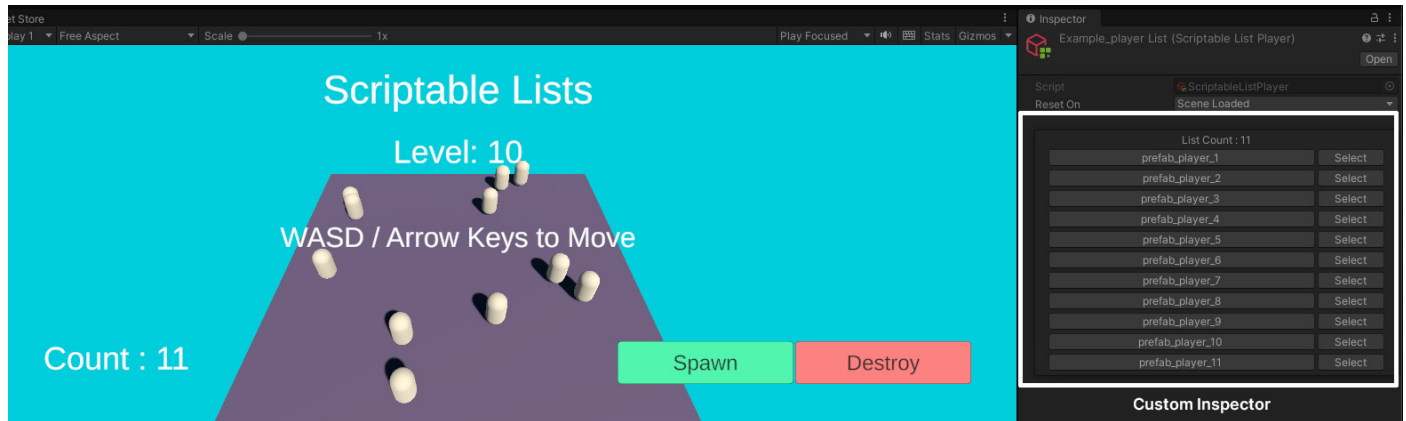 et Store
play 1 Free Aspect Scale 1x Play Focused Stats Gizmos
Scriptable Lists
Level: 10
WASD / Arrow Keys to Move
Count : 11
Spawn Destroy
Inspector
Example_player List (Scriptable List Player)
Open
Script ScriptableListPlayer
Reset On Scene Loaded
List Count : 11
prefab_player_1 Select
prefab_player_2 Select
prefab_player_3 Select
prefab_player_4 Select
prefab_player_5 Select
prefab_player_6 Select
prefab_player_7 Select
prefab_player_8 Select
prefab_player_9 Select
prefab_player_10 Select
prefab_player_11 Select
Custom Inspector